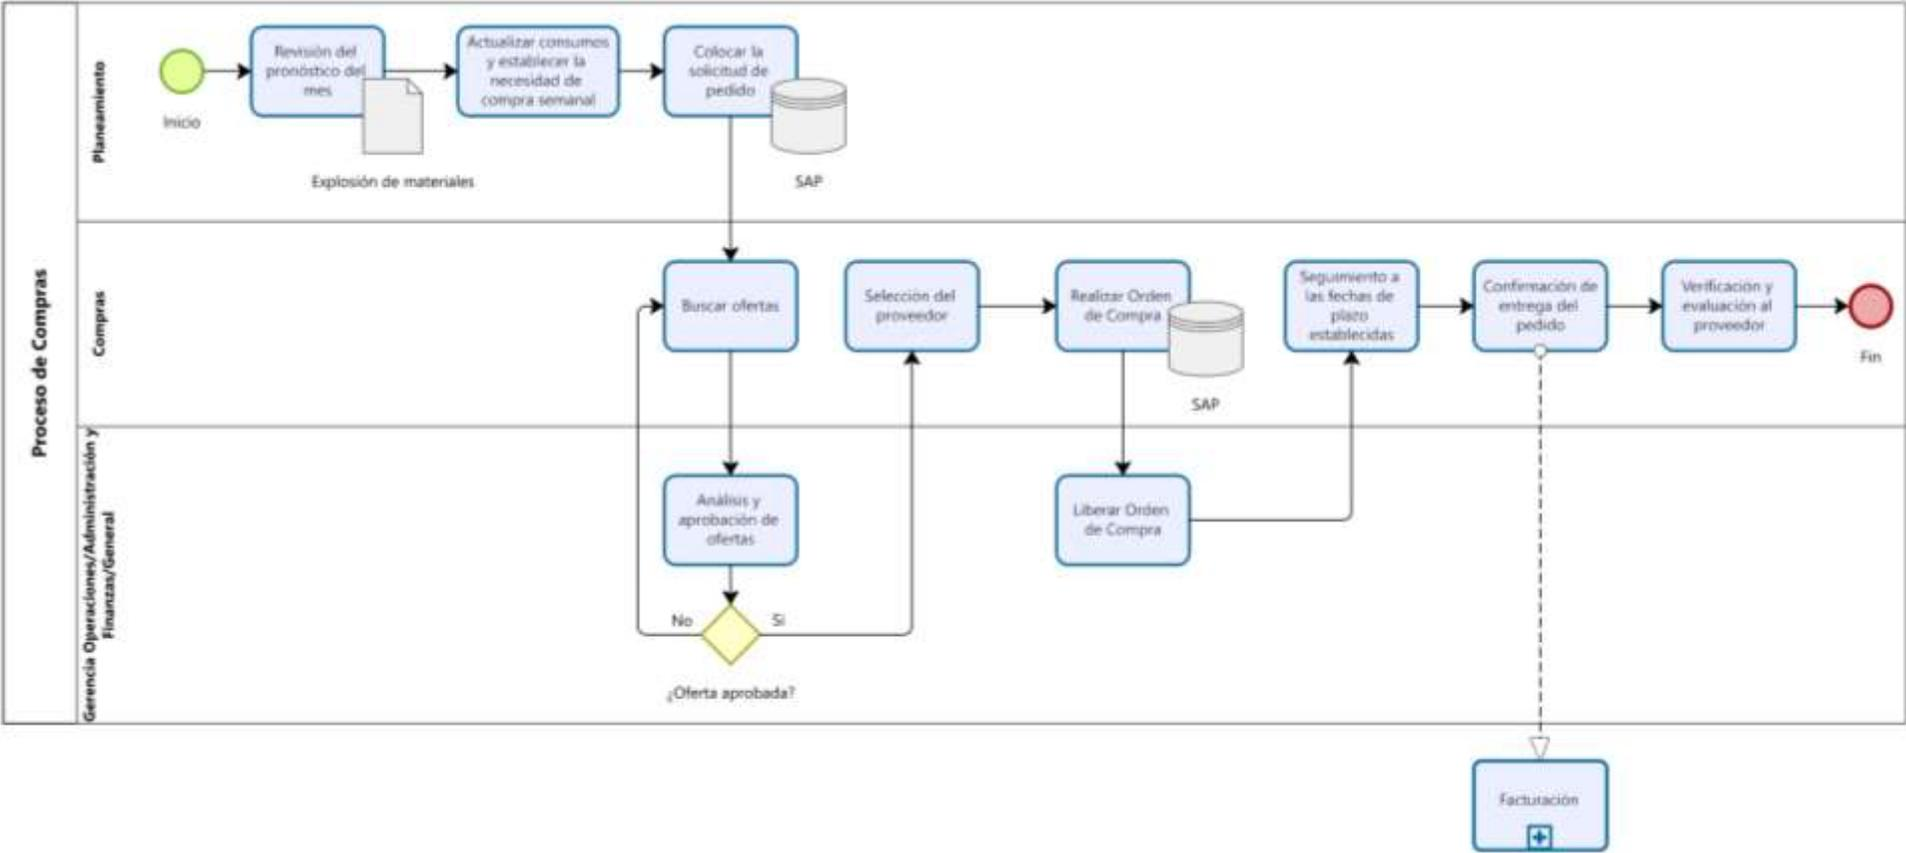 Proceso de Compras
Planeamiento
Inicio
Revisión del
pronóstico del
mes
Explosión de materiales
Actualizar consumos
y establecer la
necesidad de
compra semanal
Colocar la
solicitud de
pedido
SAP
Compras
Buscar ofertas
Selección del
proveedor
Realizar Orden
de Compra
SAP
Seguimiento a
las fechas de
plazo
establecidas
Confirmación de
entrega del
pedido
Verificación y
evaluación al
proveedor
Fin
Gerencia Operaciones/Administración y
Finanzas/General
Análisis y
aprobación de
ofertas
No
Si
¿Oferta aprobada?
Liberar Orden
de Compra
Facturación